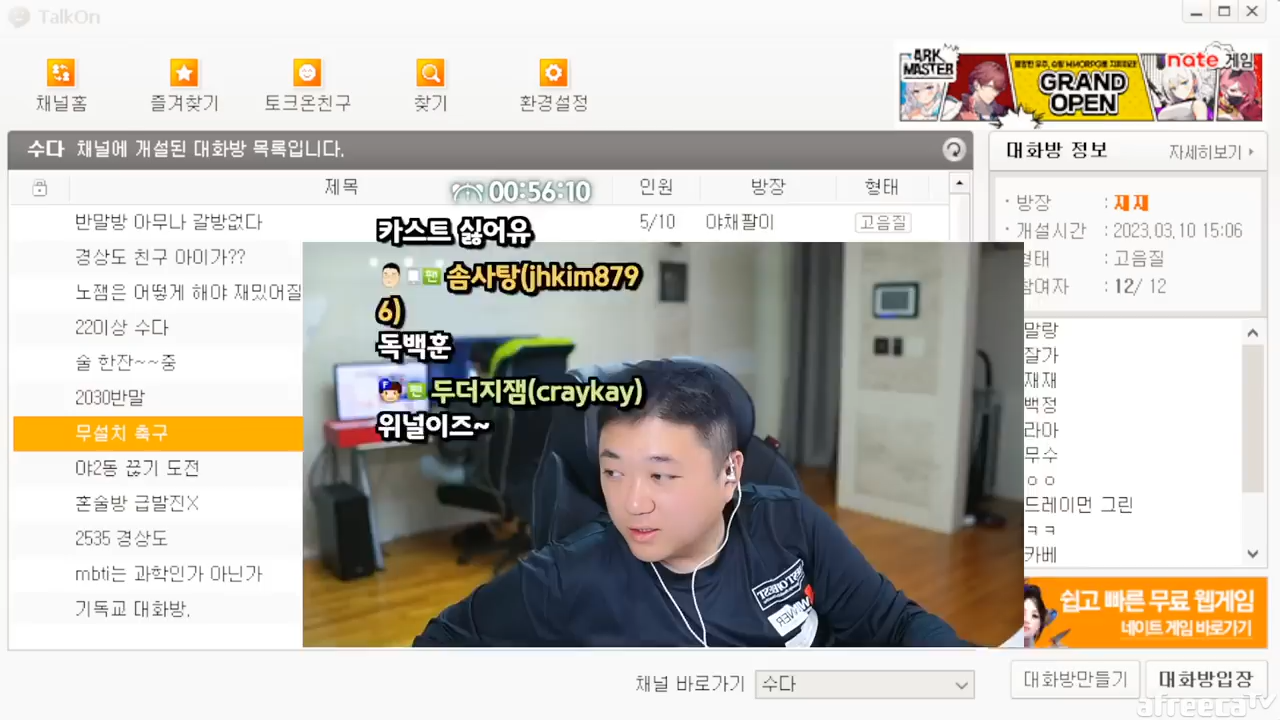 TalkOn
채널홈
즐겨찾기
토크온친구
찾기
환경설정
ARK MASTER
GRAND OPEN
nate 게임
수다 채널에 개설된 대화방 목록입니다.
제목
00:56:10
인원
방장
형태
반말방 아무나 갈방없다
5/10
야채팔이
고음질
경상도 친구 아이가??
노잼은 어떻게 해야 재밌어질
22이상 수다
술 한잔~~중
2030반말
무설치 축구
야2동 끊기 도전
혼술방 급발진X
2535 경상도
mbti는 과학인가 아닌가
기독교 대화방.
카스트 싫어유
팬 솜사탕(jhkim879
6)
독백훈
팬 두더지잼(craykay)
위널이즈~
WINNER
대화방 정보
자세히보기
방장 : 재재
개설시간 : 2023.03.10 15:06
형태 : 고음질
참여자 : 12/ 12
말랑
잘가
재재
백정
라아
무수
ㅇㅇ
드레이먼 그린
ㅋㅋ
카베
쉽고 빠른 무료 웹게임
네이트 게임 바로가기
채널 바로가기
수다
대화방만들기
대화방입장
afreecaTV